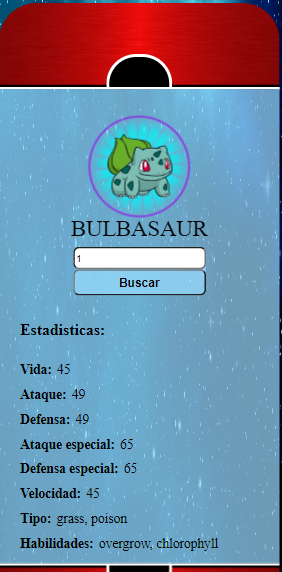 BULBASAUR
1
Buscar
Estadisticas:
Vida: 45
Ataque: 49
Defensa: 49
Ataque especial: 65
Defensa especial: 65
Velocidad: 45
Tipo: grass, poison
Habilidades: overgrow, chlorophyll